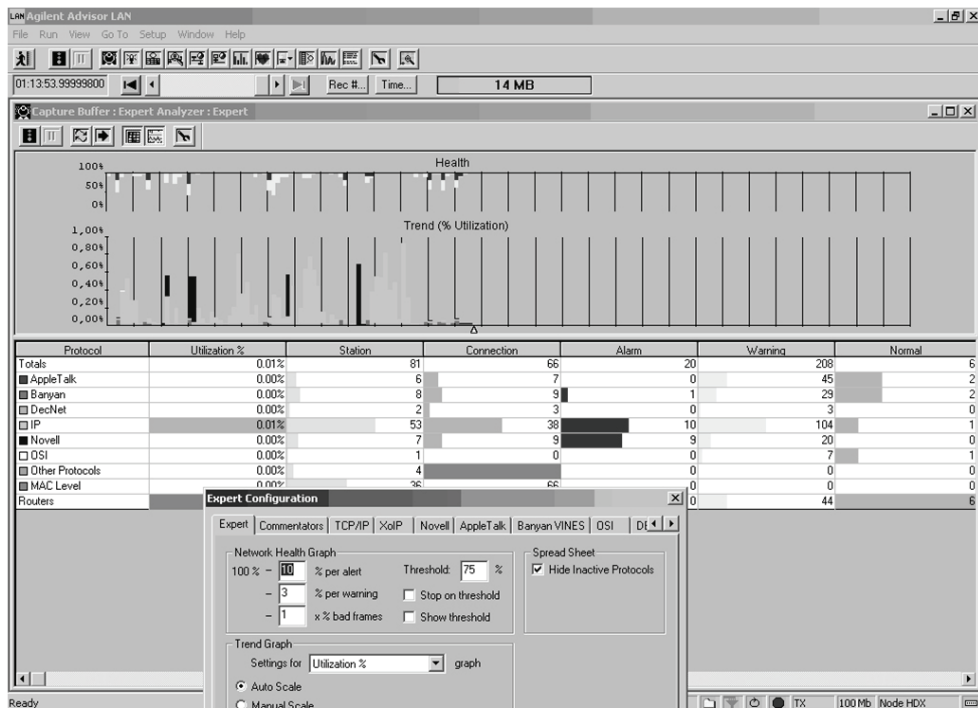 LAN Agilent Advisor LAN
File Run View Go To Setup Window Help
01:13:53.99999800 Rec #... Time... 14 MB
Capture Buffer : Expert Analyzer : Expert
Health
100%
50%
0%
Trend (% Utilization)
1,00%
0,80%
0,60%
0,40%
0,20%
0,00%
Protocol Utilization % Station Connection Alarm Warning Normal
Totals 0.01% 81 66 20 208 6
AppleTalk 0.00% 6 7 0 45 2
Banyan 0.00% 8 9 1 29 2
DecNet 0.00% 2 3 0 3 0
IP 0.01% 53 38 10 104 1
Novell 0.00% 7 9 9 20 0
OSI 0.00% 1 0 0 7 1
Other Protocols 0.00% 4 0 0 0
MAC Level 0.00% 36 66 0 0 0
Routers 0 44 6
Expert Configuration
Expert Commentators TCP/IP XoIP Novell AppleTalk Banyan VINES OSI
Network Health Graph Spread Sheet
100 % - 10 % per alert Threshold: 75 % Hide Inactive Protocols
- 3 % per warning Stop on threshold
- 1 x % bad frames Show threshold
Trend Graph
Settings for Utilization % graph
Auto Scale
Manual Scale
Ready TX 100 Mb Node HDX